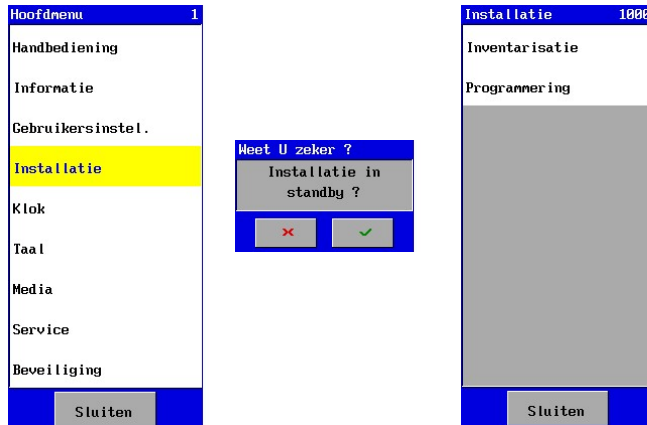 Hoofdmenu 1
Handbediening
Informatie
Gebruikersinstel.
Installatie
Klok
Taal
Media
Service
Beveiliging
Sluiten
Weet U zeker ?
Installatie in
standby ?
Installatie 1000
Inventarisatie
Programmering
Sluiten